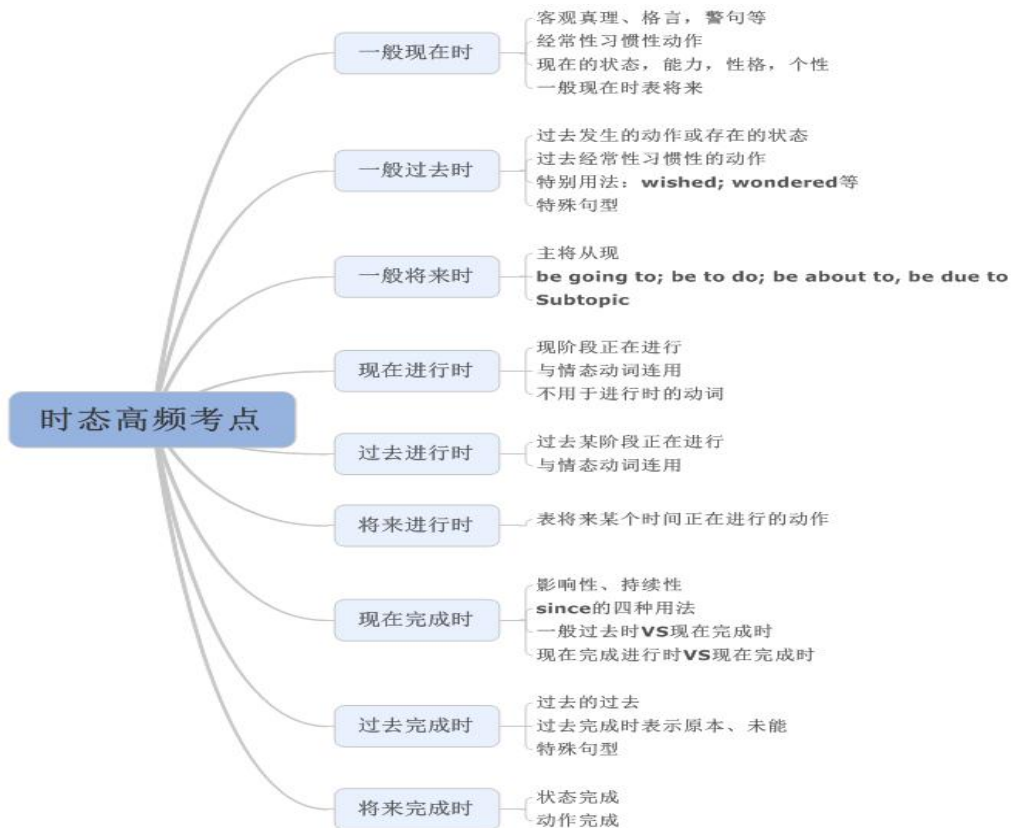 时态高频考点
一般现在时
客观真理、格言，警句等
经常性习惯性动作
现在的状态，能力，性格，个性
一般现在时表将来
一般过去时
过去发生的动作或存在的状态
过去经常性习惯性的动作
特别用法：wished; wondered等
特殊句型
一般将来时
主将从现
be going to; be to do; be about to, be due to
Subtopic
现在进行时
现阶段正在进行
与情态动词连用
不用于进行时的动词
过去进行时
过去某阶段正在进行
与情态动词连用
将来进行时
表将来某个时间正在进行的动作
现在完成时
影响性、持续性
since的四种用法
一般过去时VS现在完成时
现在完成进行时VS现在完成时
过去完成时
过去的过去
过去完成时表示原本、未能
特殊句型
将来完成时
状态完成
动作完成